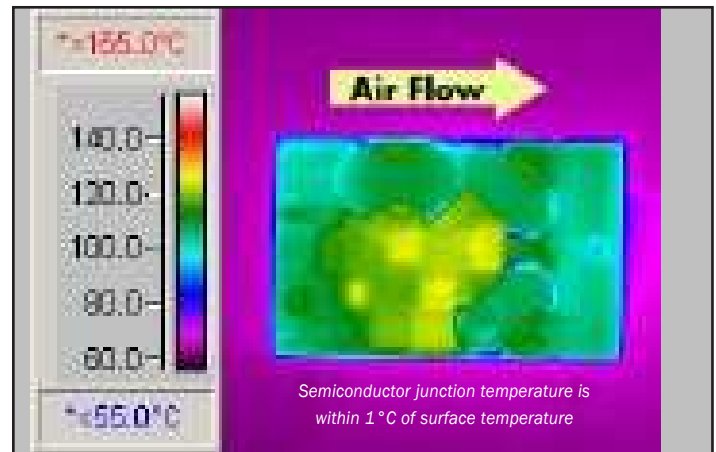 *>155.0°C
140.0
120.0
100.0
80.0
60.0
*<55.0°C
Air Flow
Semiconductor junction temperature is
within 1°C of surface temperature